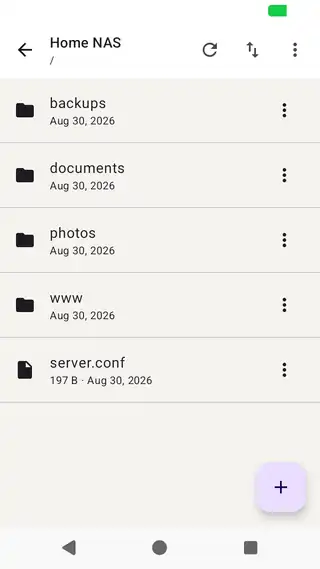 Home NAS
/
backups
Aug 30, 2026
documents
Aug 30, 2026
photos
Aug 30, 2026
www
Aug 30, 2026
server.conf
197 B · Aug 30, 2026